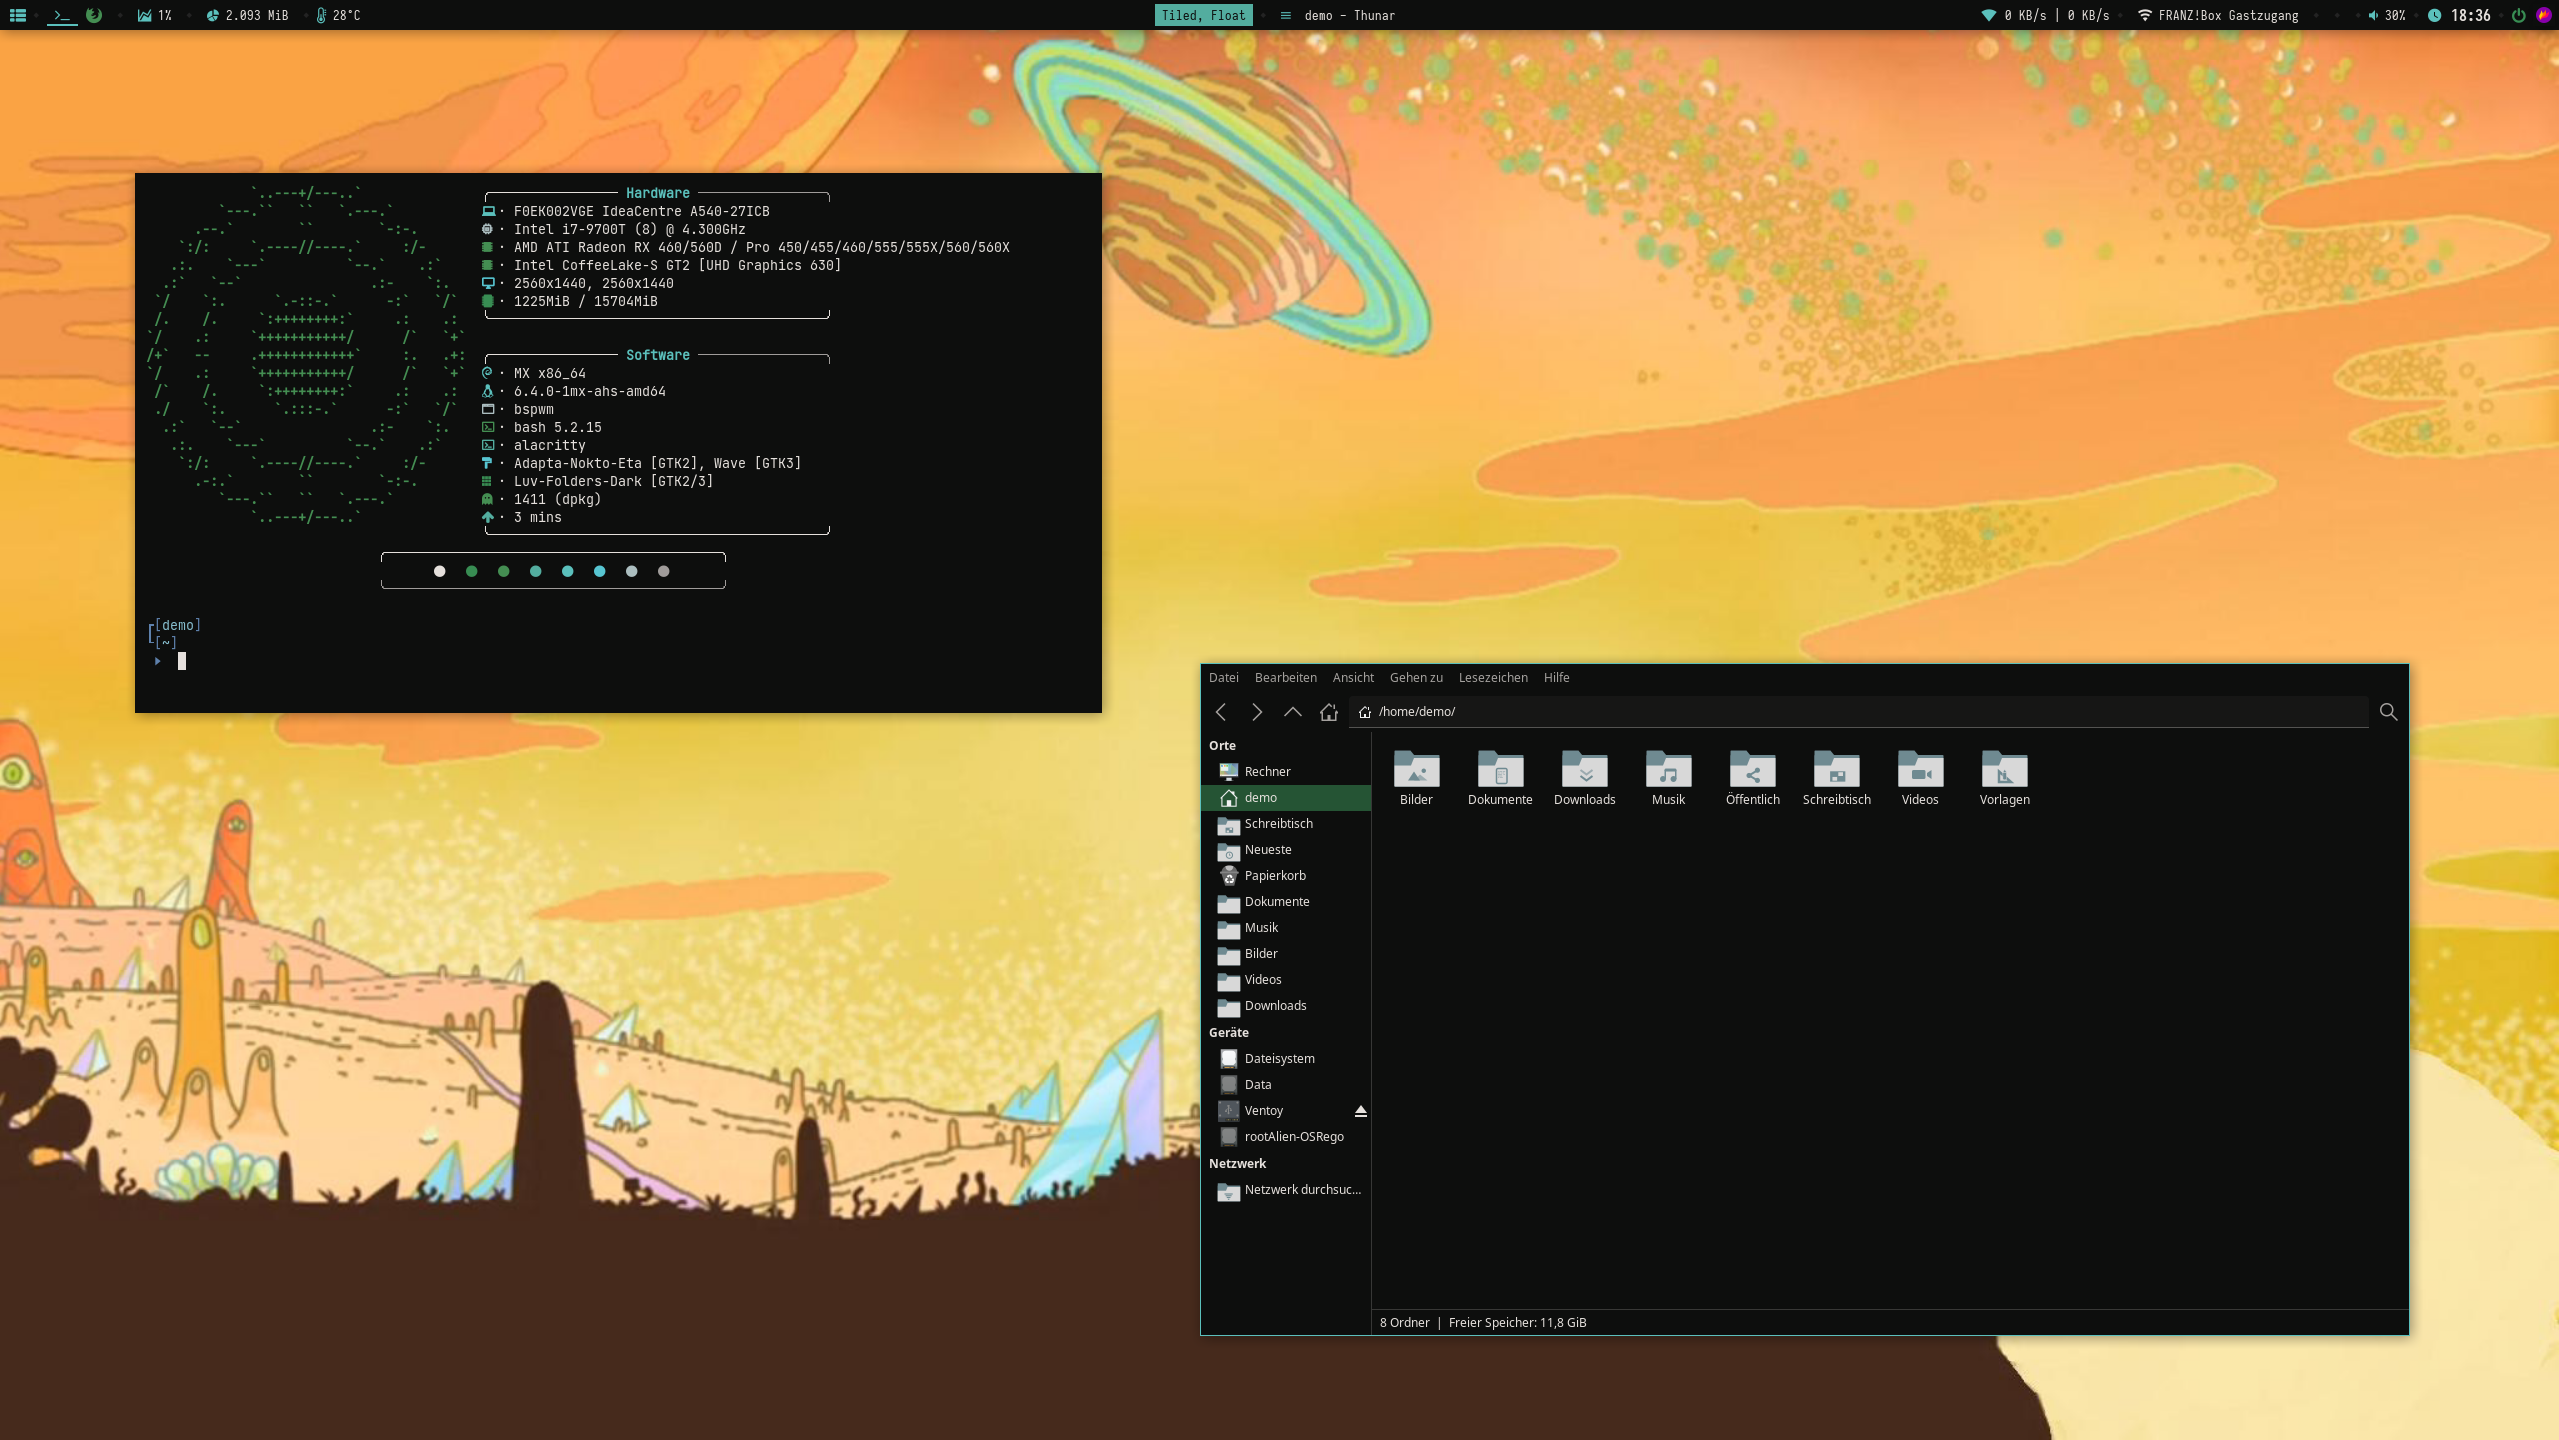 1%
2.093 MiB
28°C
Tiled, Float
demo – Thunar
0 KB/s | 0 KB/s
FRANZ!Box Gastzugang
30%
18:36
Hardware
· F0EK002VGE IdeaCentre A540-27ICB
· Intel i7-9700T (8) @ 4.300GHz
· AMD ATI Radeon RX 460/560D / Pro 450/455/460/555/555X/560/560X
· Intel CoffeeLake-S GT2 [UHD Graphics 630]
· 2560x1440, 2560x1440
· 1225MiB / 15704MiB
Software
· MX x86_64
· 6.4.0-1mx-ahs-amd64
· bspwm
· bash 5.2.15
· alacritty
· Adapta-Nokto-Eta [GTK2], Wave [GTK3]
· Luv-Folders-Dark [GTK2/3]
· 1411 (dpkg)
· 3 mins
[demo]
[~]
Datei Bearbeiten Ansicht Gehen zu Lesezeichen Hilfe
/home/demo/
Orte
Rechner
demo
Schreibtisch
Neueste
Papierkorb
Dokumente
Musik
Bilder
Videos
Downloads
Geräte
Dateisystem
Data
Ventoy
rootAlien-OSRego
Netzwerk
Netzwerk durchsuc...
Bilder Dokumente Downloads Musik Öffentlich Schreibtisch Videos Vorlagen
8 Ordner | Freier Speicher: 11,8 GiB